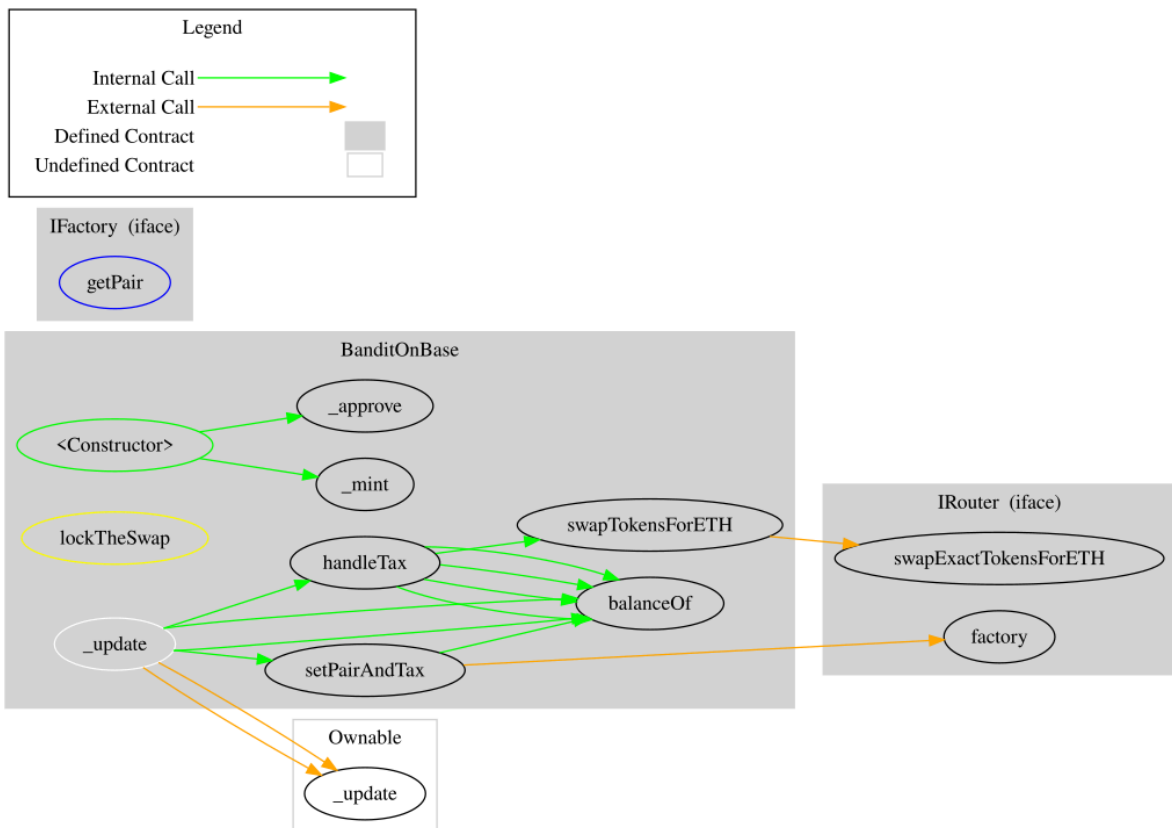 Legend
Internal Call
External Call
Defined Contract
Undefined Contract
IFactory (iface)
getPair
BanditOnBase
_approve
<Constructor>
_mint
lockTheSwap
swapTokensForETH
handleTax
balanceOf
_update
setPairAndTax
IRouter (iface)
swapExactTokensForETH
factory
Ownable
_update